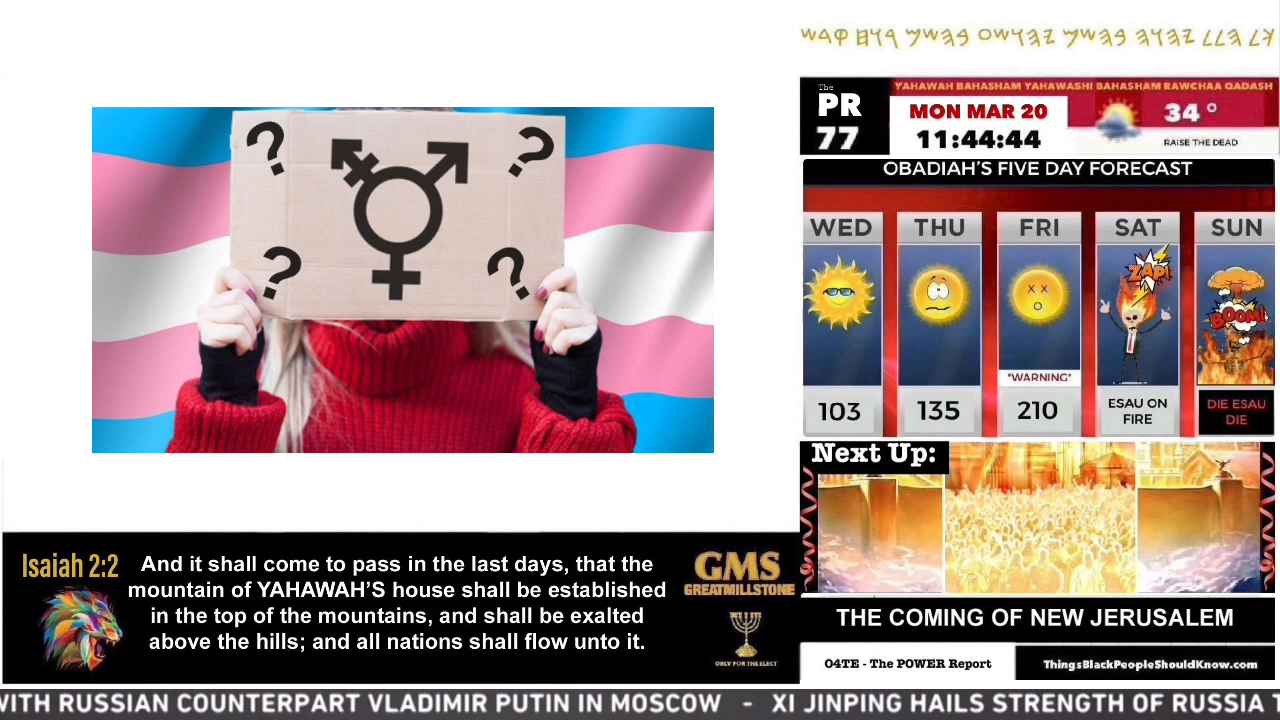 The
PR
77
YAHAWAH BAHASHAM YAHAWASHI BAHASHAM RAWCHAA QADASH
MON MAR 20
11:44:44
34°
RAISE THE DEAD
OBADIAH'S FIVE DAY FORECAST
WED THU FRI SAT SUN
ZAP!
BOOM!
*WARNING*
103 135 210
ESAU ON
FIRE
DIE ESAU
DIE
Next Up:
THE COMING OF NEW JERUSALEM
04TE - The POWER Report
ThingsBlackPeopleShouldKnow.com
? ?
? ?
Isaiah 2:2
And it shall come to pass in the last days, that the
mountain of YAHAWAH'S house shall be established
in the top of the mountains, and shall be exalted
above the hills; and all nations shall flow unto it.
GMS
GREATMILLSTONE
ONLY FOR THE ELECT
WITH RUSSIAN COUNTERPART VLADMIR PUTIN IN MOSCOW - XI JINPING HAILS STRENGTH OF RUSSIA T